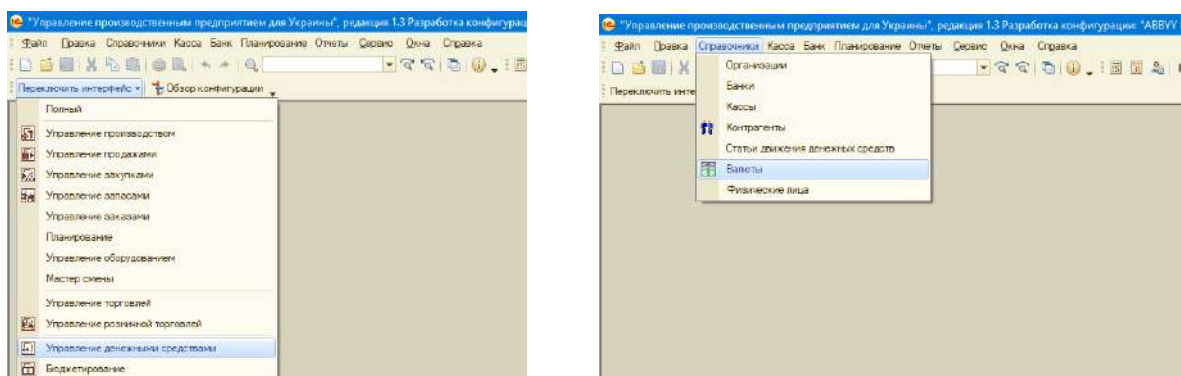 "Управление производственным предприятием для Украины", редакция 1.3 Разработка конфигурац
Файл Правка Справочники Касса Банк Планирование Отчеты Сервис Окна Справка
Переключить интерфейс Обзор конфигурации
Полный
Управление производством
Управление продажами
Управление закупками
Управление запасами
Управление заказами
Планирование
Управление оборудованием
Мастер смены
Управление торговлей
Управление розничной торговлей
Управление денежными средствами
Бюджетирование
"Управление производственным предприятием для Украины", редакция 1.3 Разработка конфигурации: "ABBYY
Файл Правка Справочники Касса Банк Планирование Отчеты Сервис Окна Справка
Переключить инте
Организации
Банки
Кассы
Контрагенты
Статьи движения денежных средств
Валюты
Физические лица